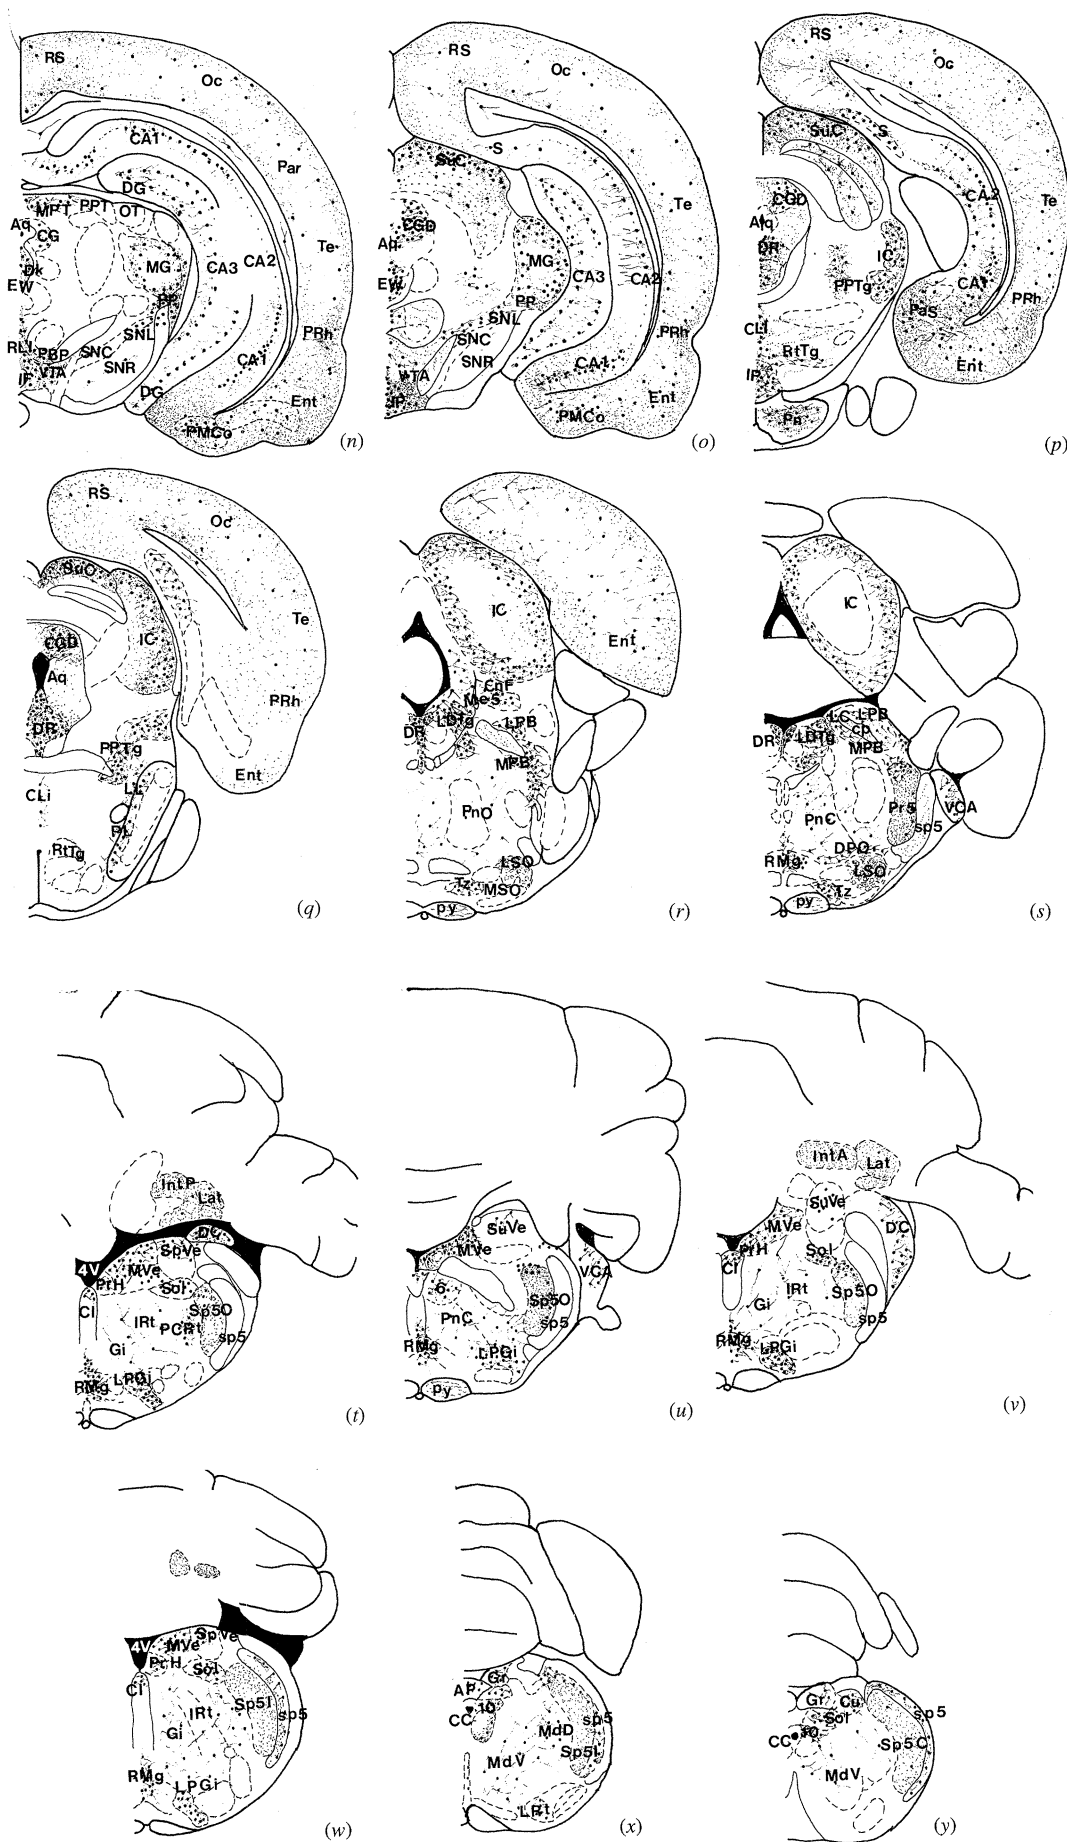 RS
Oc
CA1
Par
DG
MPT PPT OT
Aq
CG
Te
MG
CA3 CA2
Dk
EW
PP
SNL
PRh
RLi PBP SNC
CA1
VTA SNR
IF
DG
Ent
PMCo
(n)
RS
Oc
SuC S
Te
CGD
Aq
MG
CA3 CA2
EW
PP
SNL
PRh
SNC
SNR
CA1
VTA
Ent
IP
PMCo
(o)
RS
Oc
SuC S
CA2
Te
CGD
Aq
DR
IC
PPTg
CA1
PRh
PaS
CLi
RtTg
Ent
IP
Pn
(p)
RS
Oc
SuC
Te
CGD
IC
Aq
PRh
DR
PPTg
Ent
LL
CLi
PL
RtTg
(q)
IC
Ent
CnF
Me5
LDTg LPB
DR
MPB
PnO
LSO
Tz MSO
py
(r)
IC
LC LPB
cp
DR LDTg
MPB
Pr5 VCA
PnC
sp5
DPO
RMg
LSO
Tz
py
(s)
IntP
Lat
DC
SpVe
4V
MVe
PrH
Sol
CI
Sp5O
IRt
PCRt
sp5
Gi
LPGi
RMg
(t)
SuVe
MVe
VCA
6
Sp5O
PnC
sp5
RMg
LPGi
py
(u)
IntA
Lat
SuVe
MVe
DC
PrH
Sol
CI
IRt
Sp5O
Gi
sp5
RMg
LPGi
(v)
SpVe
4V
MVe
PrH
Sol
CI
Sp5I
IRt
sp5
Gi
RMg
LPGi
(w)
Gr
AP
10
CC
sp5
MdD
Sp5I
MdV
LRt
(x)
Gr Cu
sp5
Sol
10
CC
Sp5C
MdV
(y)